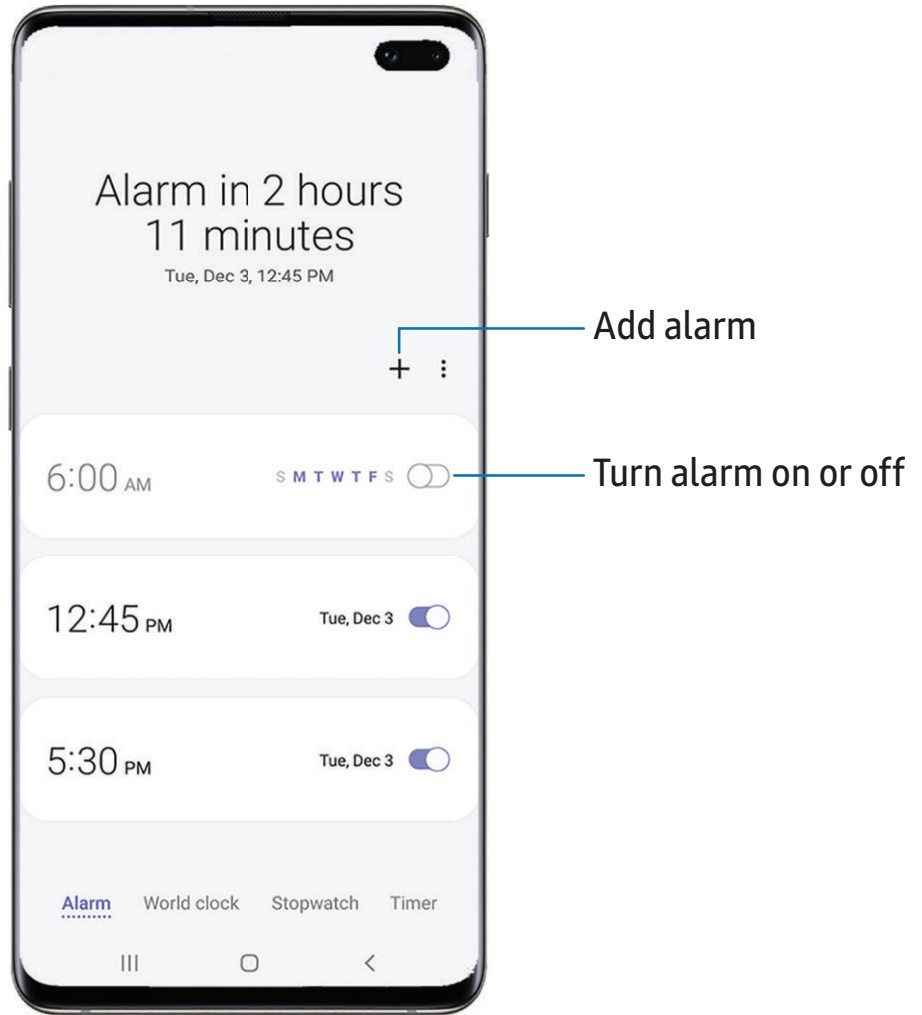 Alarm in 2 hours
11 minutes
Tue, Dec 3, 12:45 PM
Add alarm
6:00 AM S M T W T F S
Turn alarm on or off
12:45 PM Tue, Dec 3
5:30 PM Tue, Dec 3
Alarm World clock Stopwatch Timer